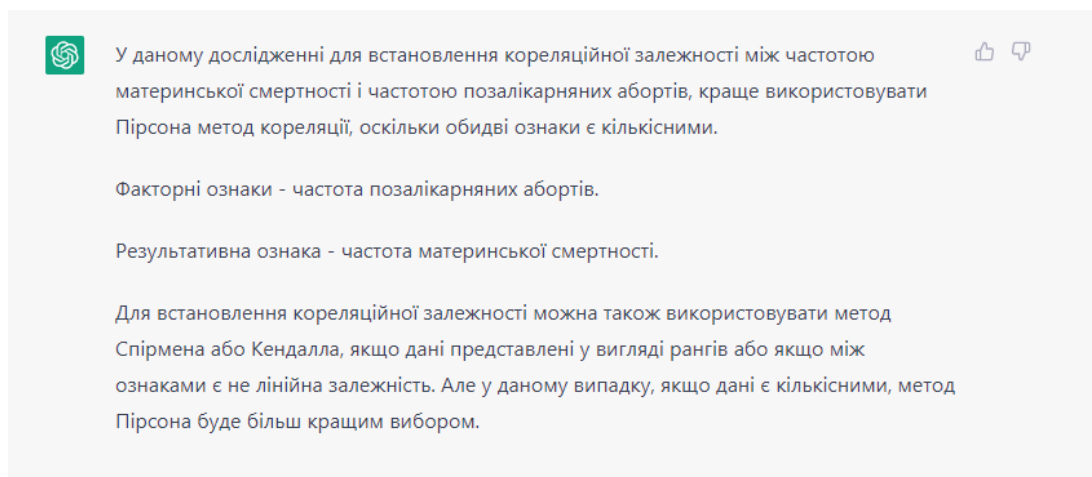 У даному дослідженні для встановлення кореляційної залежності між частотою
материнської смертності і частотою позалікарняних абортів, краще використовувати
Пірсона метод кореляції, оскільки обидві ознаки є кількісними.
Факторні ознаки - частота позалікарняних абортів.
Результативна ознака - частота материнської смертності.
Для встановлення кореляційної залежності можна також використовувати метод
Спірмена або Кендалла, якщо дані представлені у вигляді рангів або якщо між
ознаками є не лінійна залежність. Але у даному випадку, якщо дані є кількісними, метод
Пірсона буде більш кращим вибором.